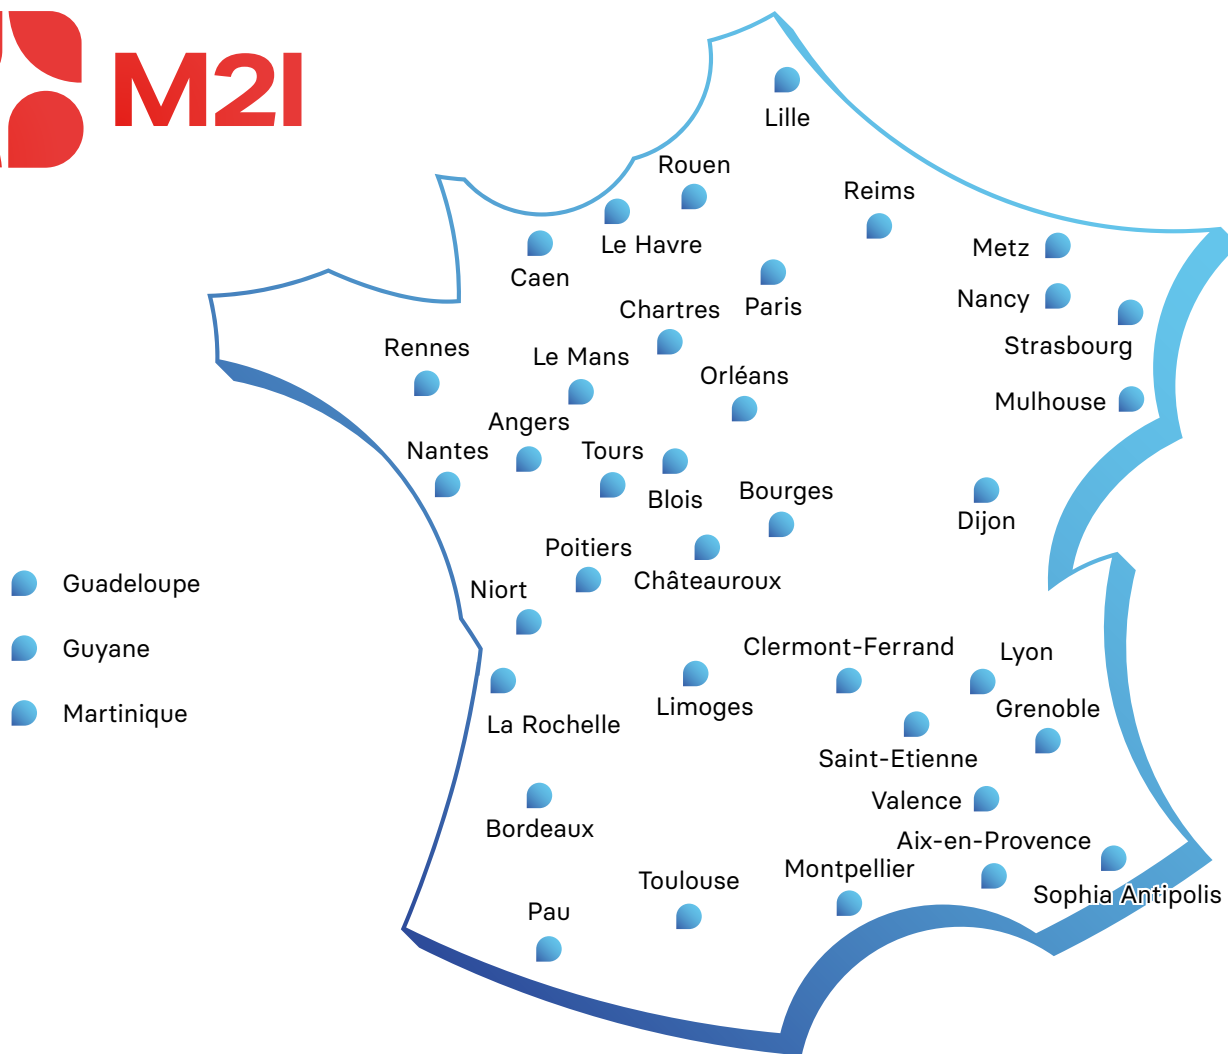 M2I
Lille
Rouen
Reims
Le Havre
Metz
Caen
Nancy
Paris
Chartres
Strasbourg
Rennes
Le Mans
Orléans
Mulhouse
Angers
Nantes
Tours
Blois
Bourges
Dijon
Poitiers
Châteauroux
Niort
Guadeloupe
Guyane
Martinique
Clermont-Ferrand
Lyon
Limoges
Grenoble
La Rochelle
Saint-Etienne
Valence
Bordeaux
Aix-en-Provence
Montpellier
Toulouse
Sophia Antipolis
Pau